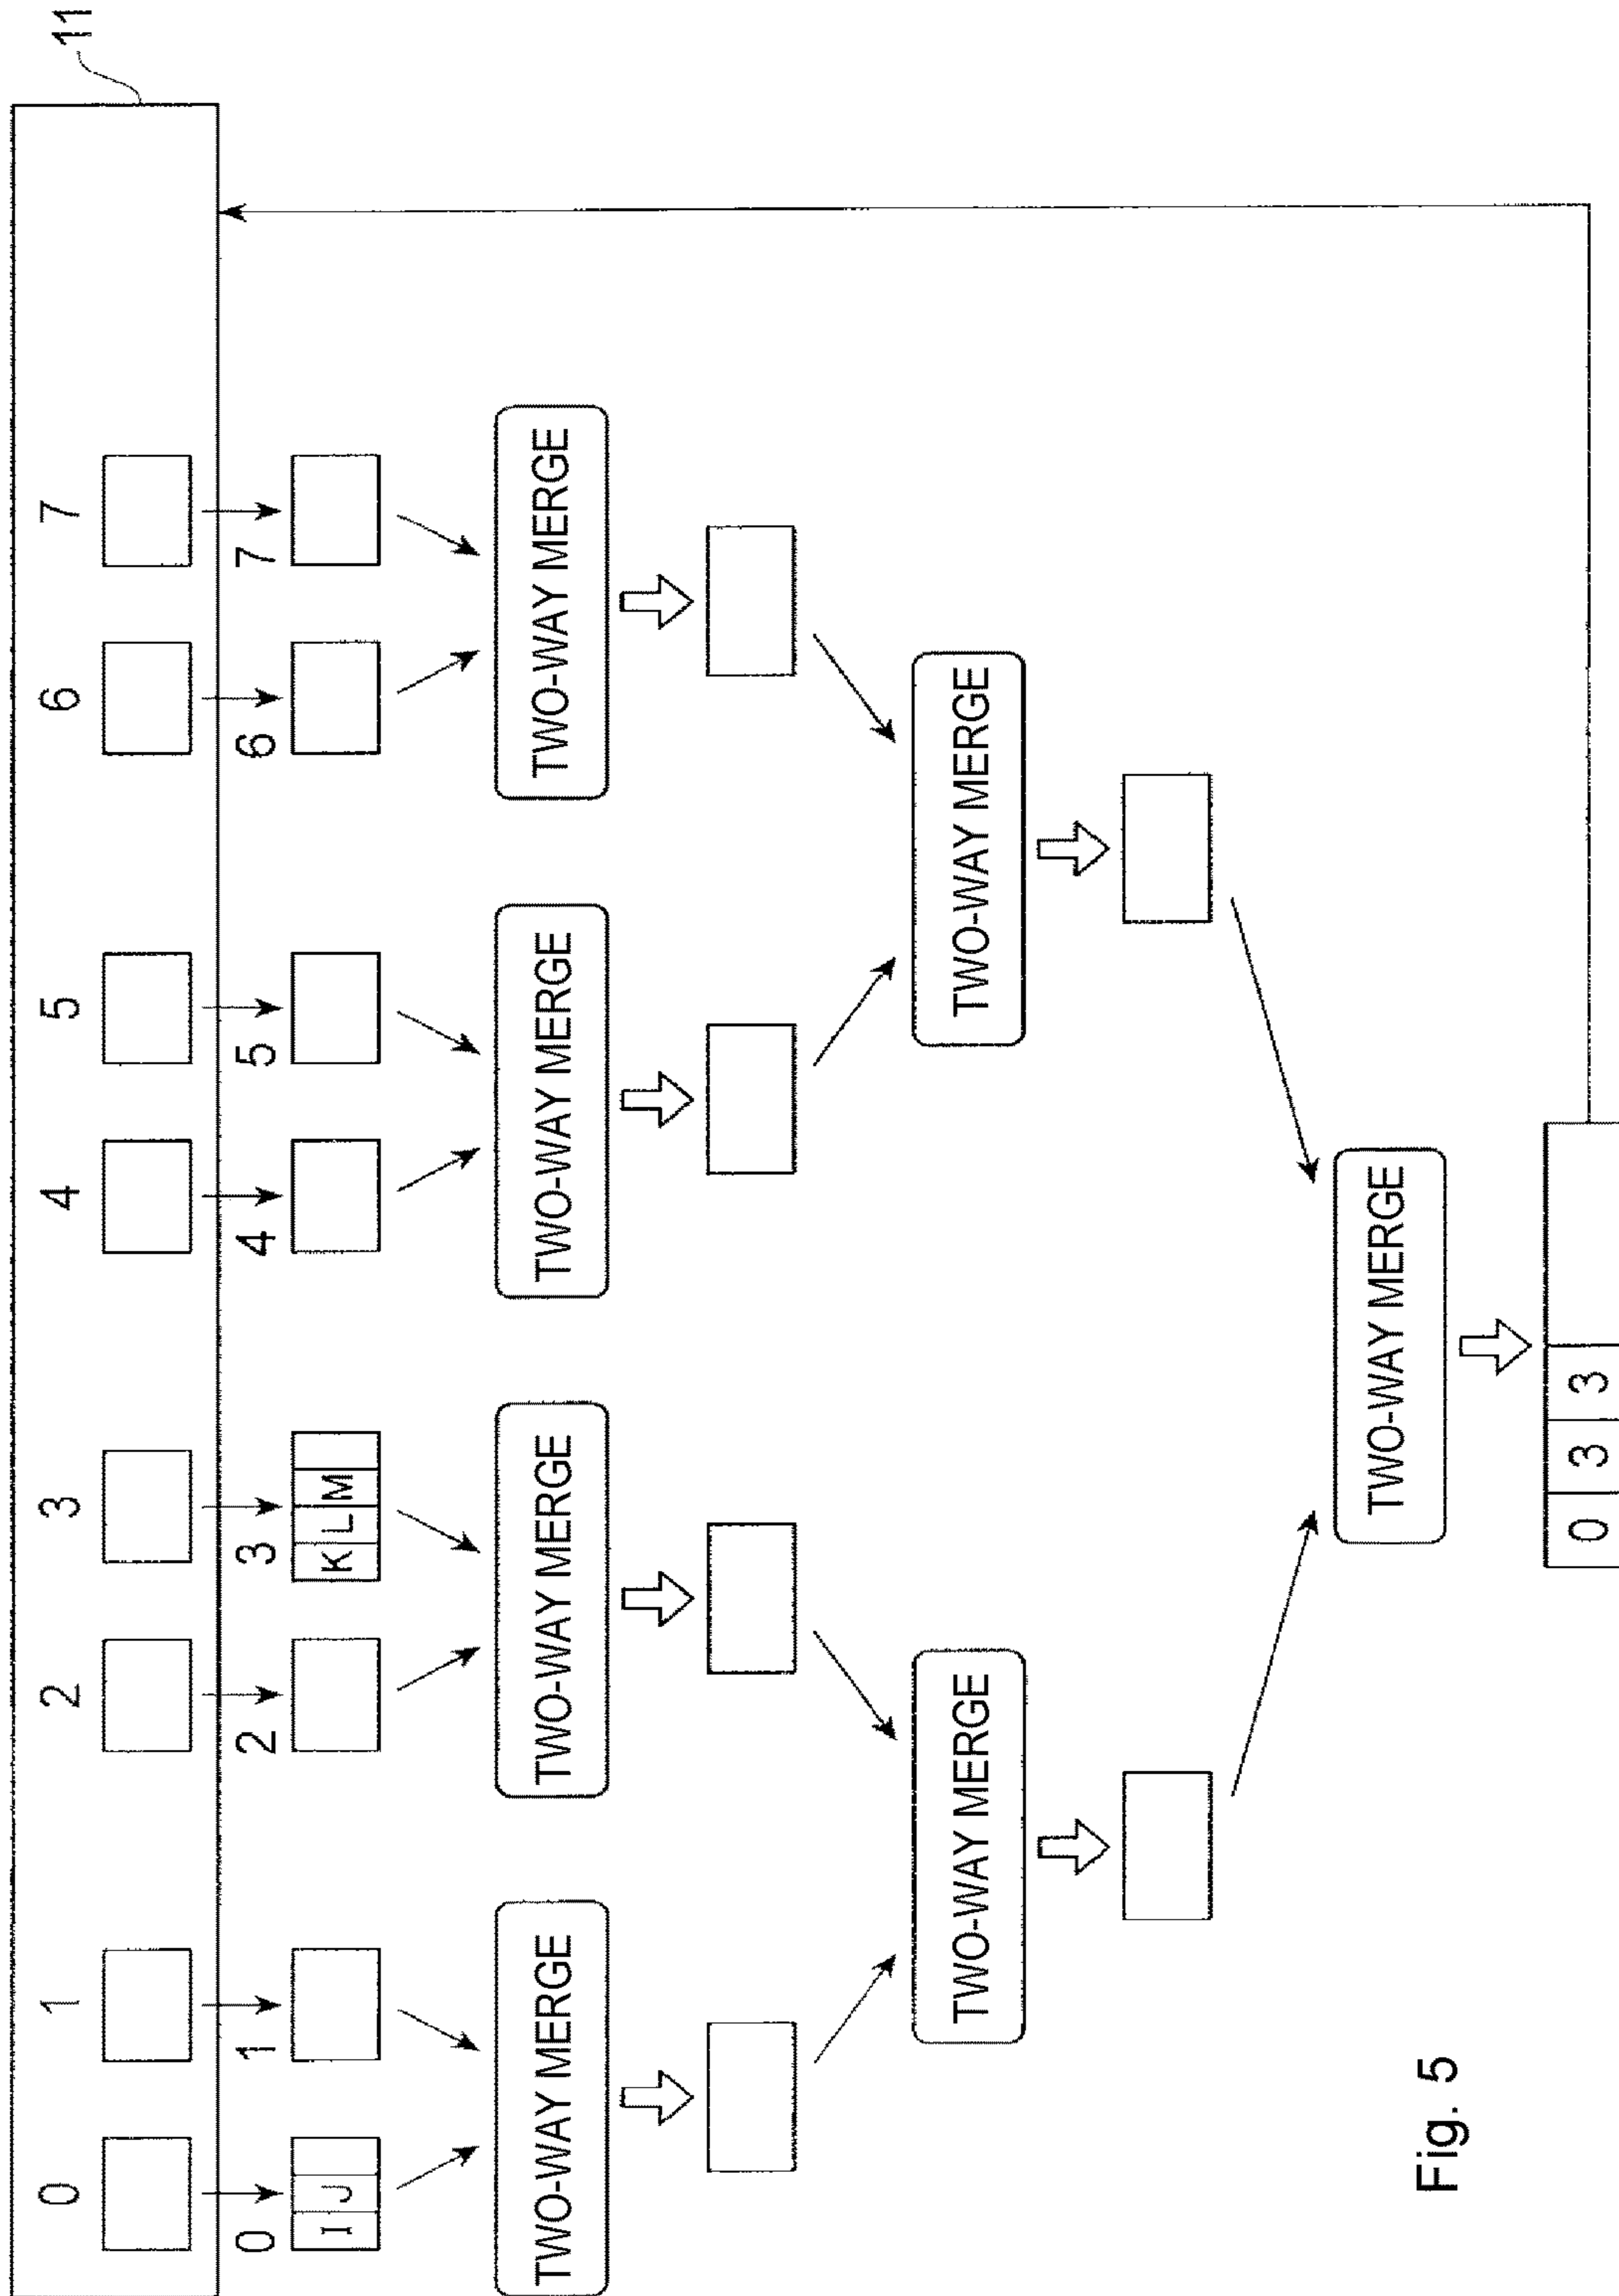 11
0 1 2 3 4 5 6 7
0 1 2 3 4 5 6 7
I J K L M
TWO-WAY MERGE TWO-WAY MERGE TWO-WAY MERGE TWO-WAY MERGE
TWO-WAY MERGE TWO-WAY MERGE
TWO-WAY MERGE
0 3 3
Fig. 5